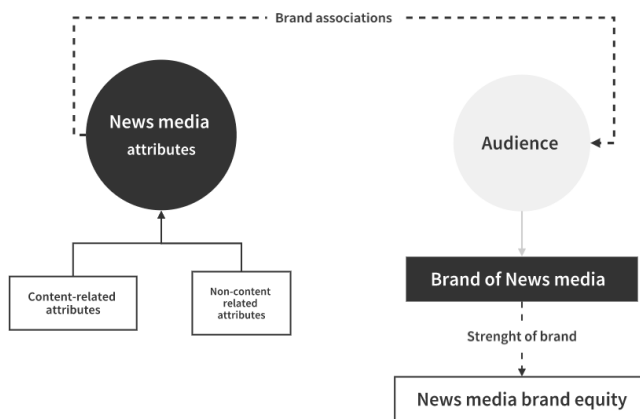 Brand associations
News media
attributes
Audience
Content-related
attributes
Non-content
related
attributes
Brand of News media
Strenght of brand
News media brand equity